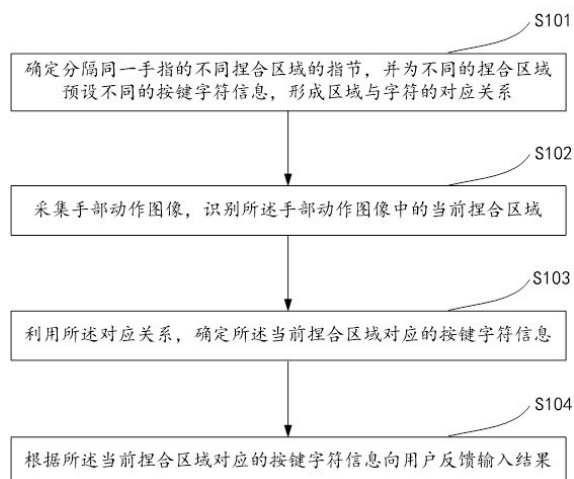 S101
确定分隔同一手指的不同捏合区域的指节，并为不同的捏合区域
预设不同的按键字符信息，形成区域与字符的对应关系
S102
采集手部动作图像，识别所述手部动作图像中的当前捏合区域
S103
利用所述对应关系，确定所述当前捏合区域对应的按键字符信息
S104
根据所述当前捏合区域对应的按键字符信息向用户反馈输入结果